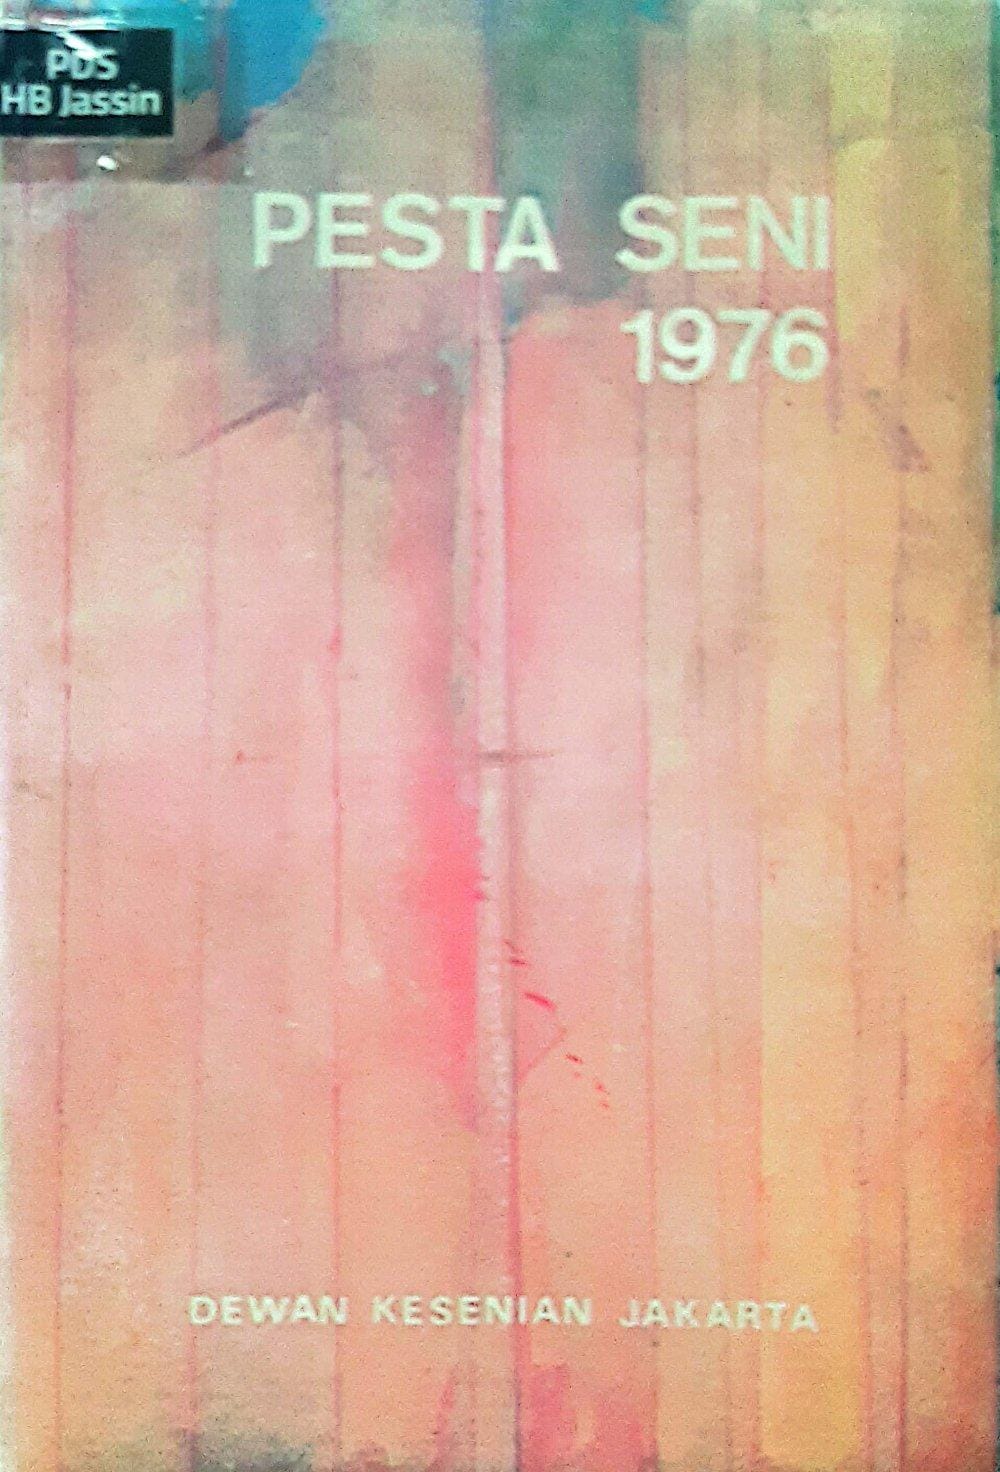 PDS
HB Jassin
PESTA SENI
1976
DEWAN KESENIAN JAKARTA